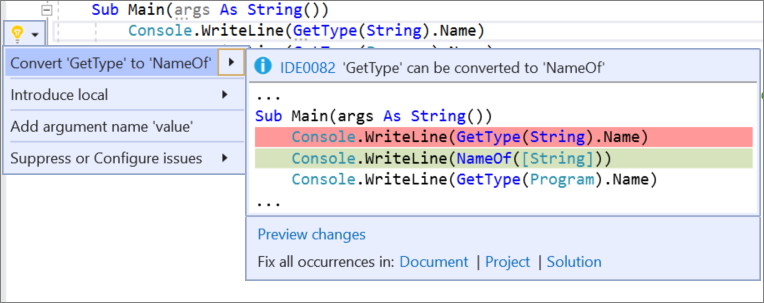 Sub Main(args As String())
Console.WriteLine(GetType(String).Name)
Convert 'GetType' to 'NameOf'
Introduce local
Add argument name 'value'
Suppress or Configure issues
IDE0082 'GetType' can be converted to 'NameOf'
...
Sub Main(args As String())
Console.WriteLine(GetType(String).Name)
Console.WriteLine(NameOf([String]))
Console.WriteLine(GetType(Program).Name)
...
Preview changes
Fix all occurrences in: Document | Project | Solution